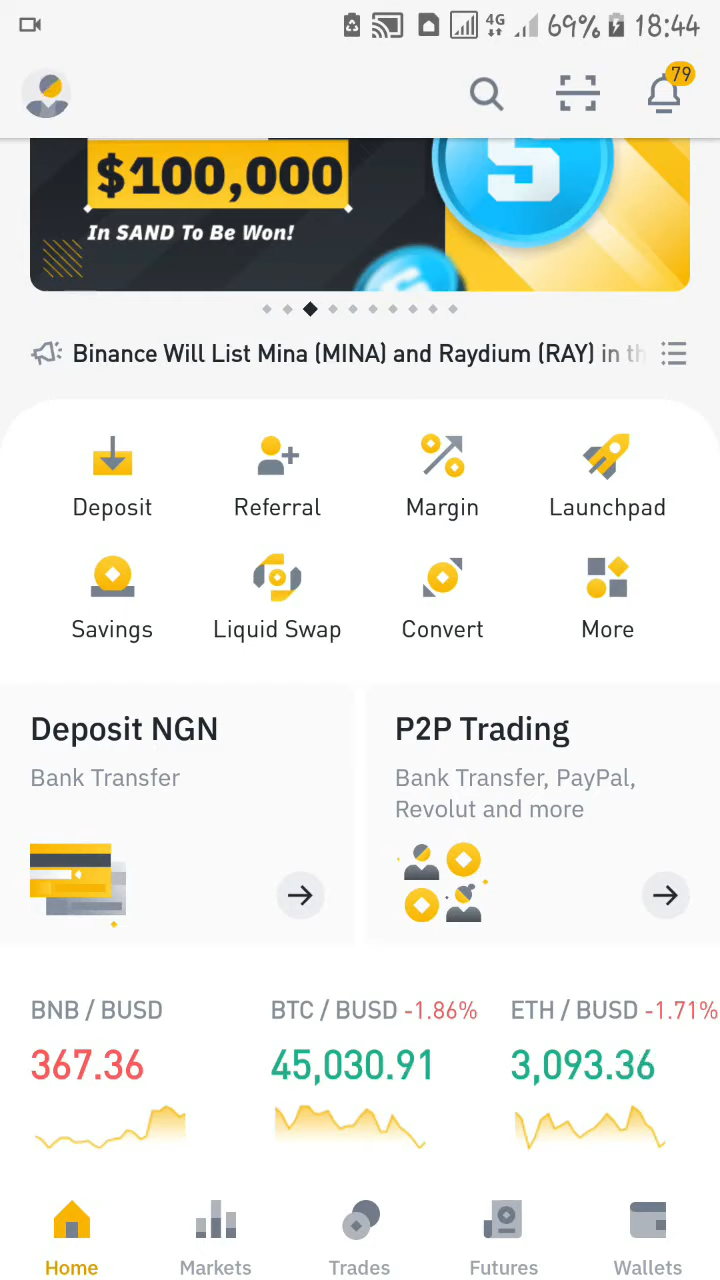 4G 69% 18:44
79
$100,000
In SAND To Be Won!
Binance Will List Mina (MINA) and Raydium (RAY) in th
Deposit Referral Margin Launchpad
Savings Liquid Swap Convert More
Deposit NGN
Bank Transfer
P2P Trading
Bank Transfer, PayPal,
Revolut and more
BNB / BUSD BTC / BUSD -1.86% ETH / BUSD -1.71%
367.36 45,030.91 3,093.36
Home Markets Trades Futures Wallets